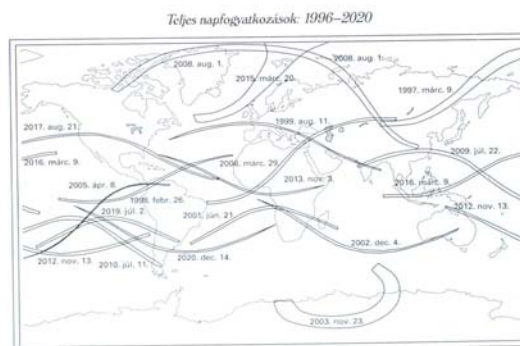 Teljes napfogyatkozások: 1996–2020
2008. aug. 1.
2008. aug. 1.
2015. márc. 20.
1997. márc. 9.
2017. aug. 21.
1999. aug. 11.
2009. júl. 22.
2016. márc. 9.
2006. márc. 29.
2013. nov. 3.
2005. ápr. 8.
2016. márc. 9.
1998. febr. 26.
2019. júl. 2.
2001. jún. 21.
2012. nov. 13.
2002. dec. 4.
2012. nov. 13.
2010. júl. 11.
2020. dec. 14.
2003. nov. 23.